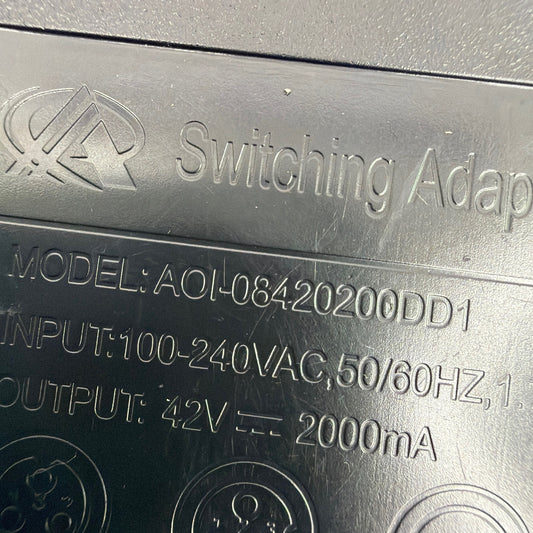 Switching Adap
MODEL: AOI-08420200DD1
INPUT:100-240VAC,50/60HZ,1.
OUTPUT: 42V ⎓ 2000mA